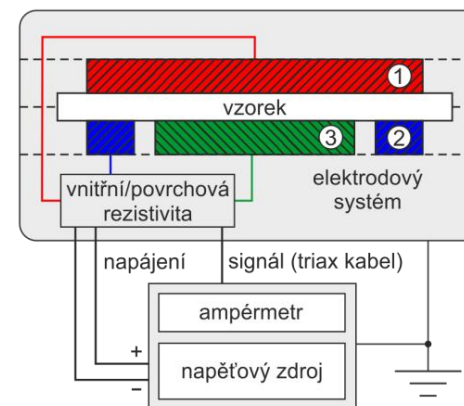 1
vzorek
3
2
vnitřní/povrchová
rezistivita
elektrodový
systém
napájení
signál (triax kabel)
ampérmetr
+
napěťový zdroj
−